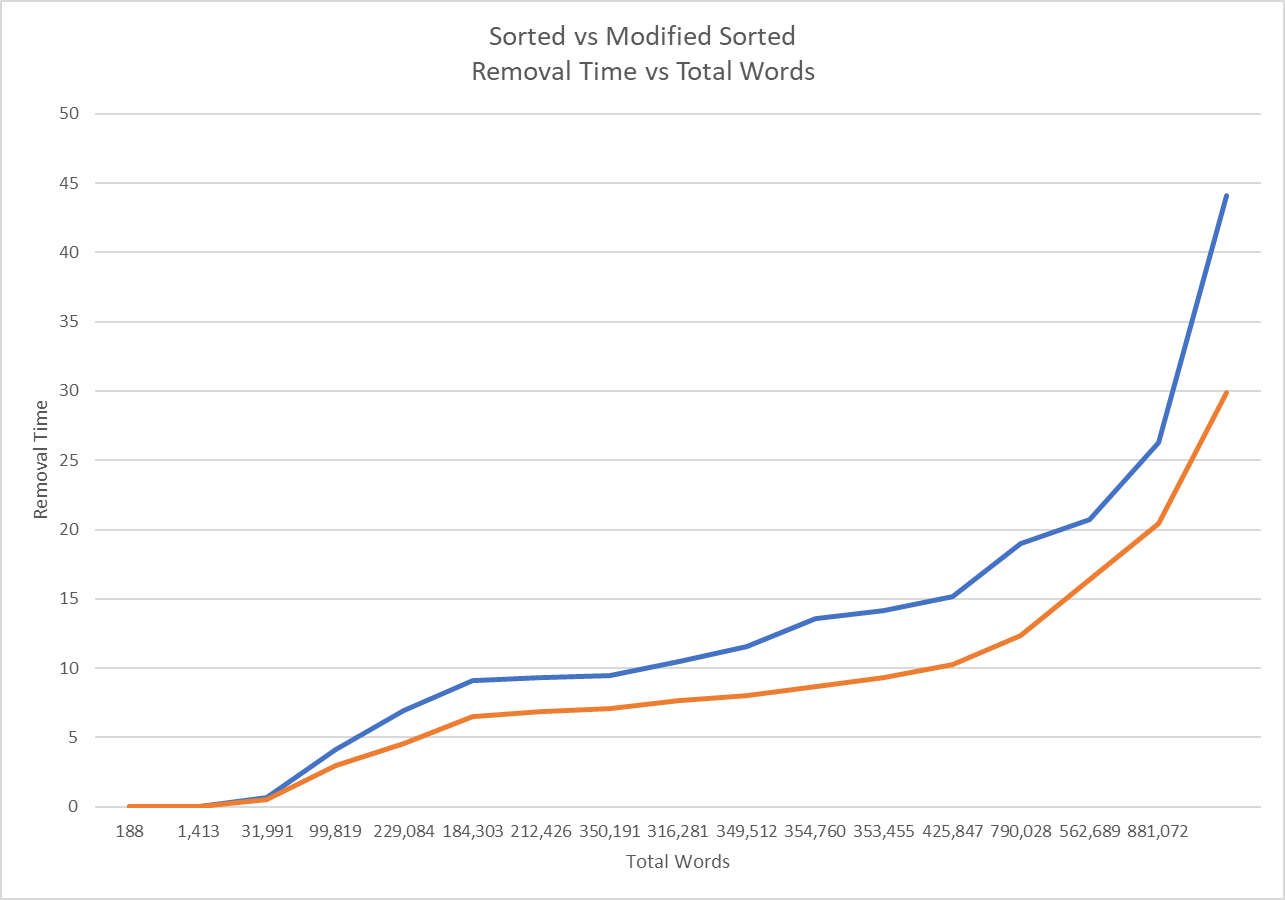 Sorted vs Modified Sorted
Removal Time vs Total Words
50
45
40
35
30
25
20
15
10
5
0
Removal Time
188 1,413 31,991 99,819 229,084 184,303 212,426 350,191 316,281 349,512 354,760 353,455 425,847 790,028 562,689 881,072
Total Words